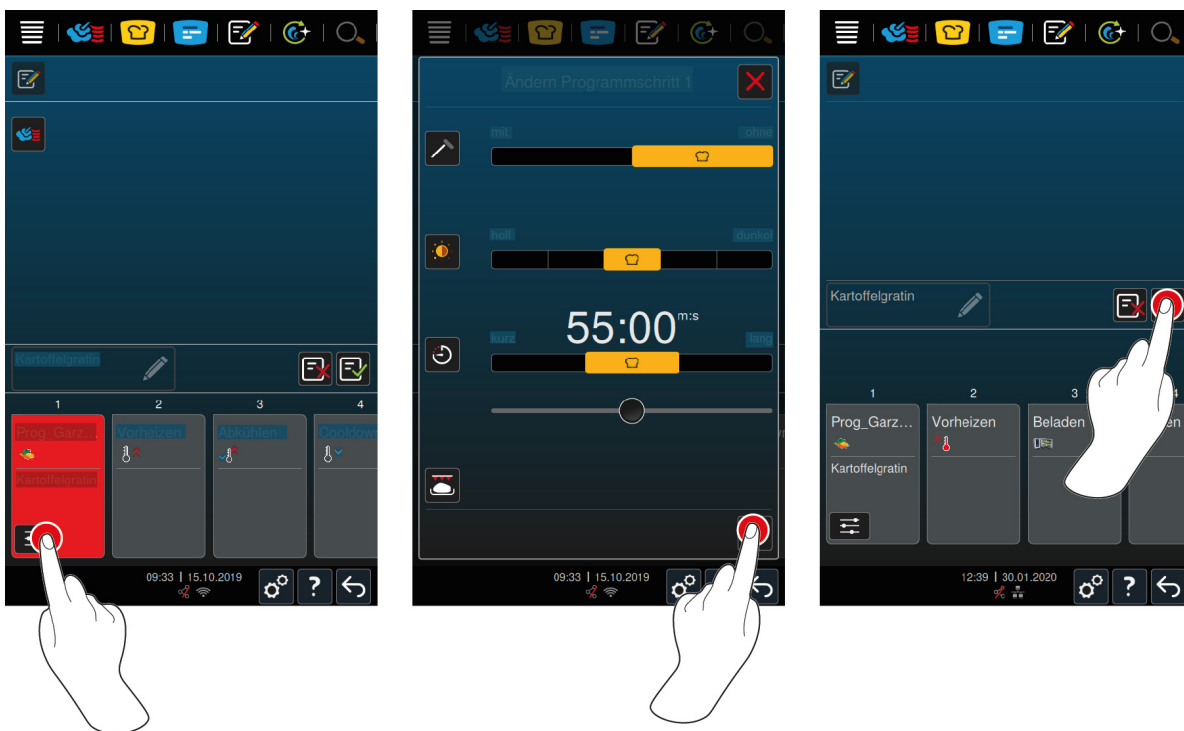 Kartoffelgratin
1 2 3 4
Prog_Garz... Vorheizen Abkühlen Cooldow
Kartoffelgratin
09:33 | 15.10.2019
?
Ändern Programmschritt 1
mit ohne
hell dunkel
55:00 m:s
kurz lang
09:33 | 15.10.2019
Kartoffelgratin
1 2 3 4
Prog_Garz... Vorheizen Beladen en
Kartoffelgratin
12:39 | 30.01.2020
?